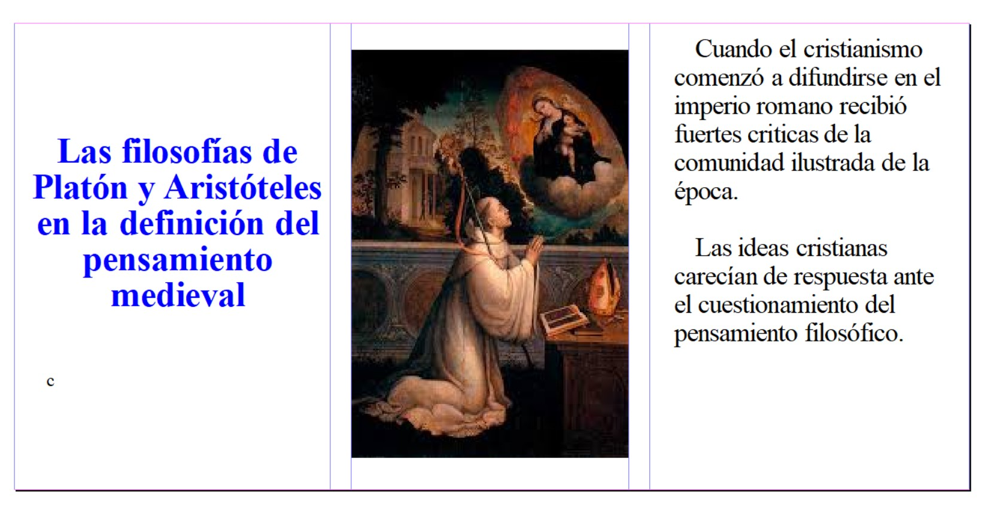 Las filosofías de
Platón y Aristóteles
en la definición del
pensamiento
medieval
c
Cuando el cristianismo
comenzó a difundirse en el
imperio romano recibió
fuertes criticas de la
comunidad ilustrada de la
época.
Las ideas cristianas
carecían de respuesta ante
el cuestionamiento del
pensamiento filosófico.